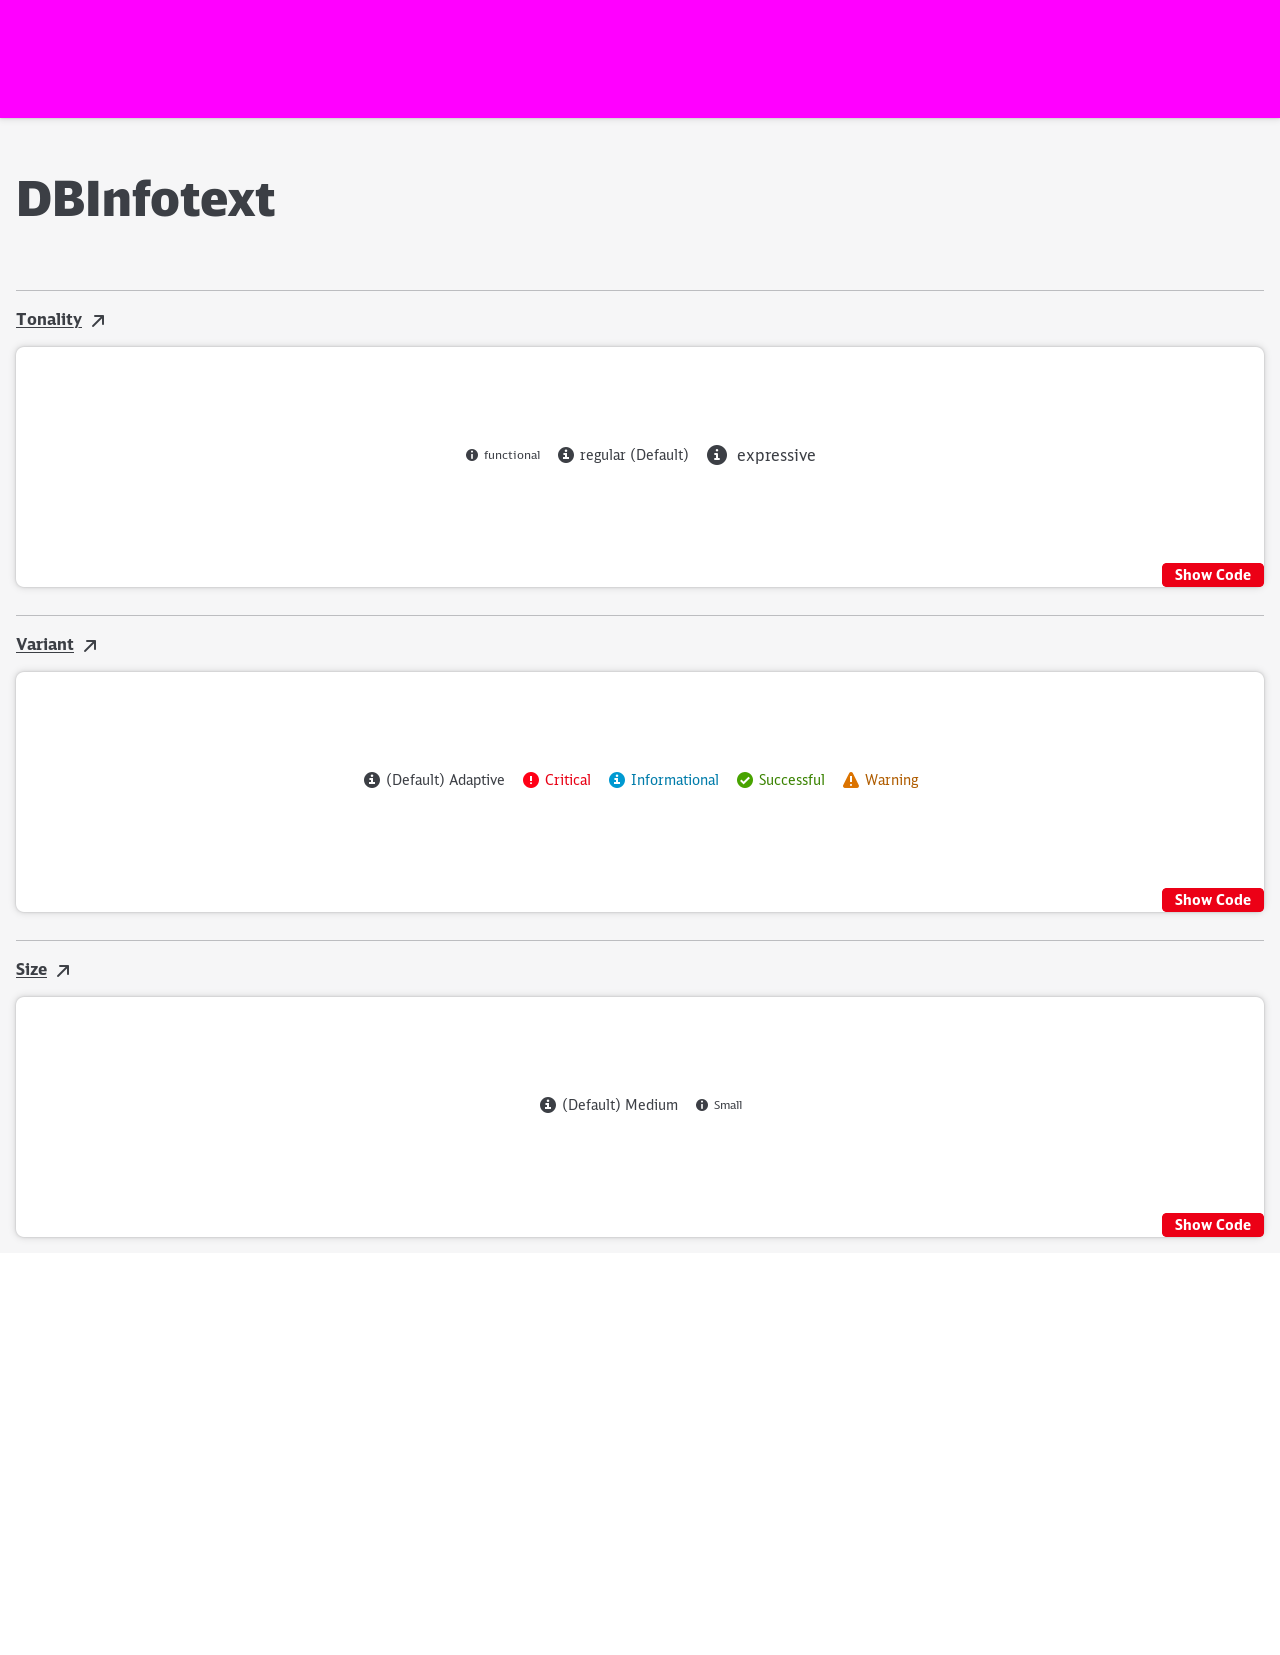 DBInfotext
Tonality
functional regular (Default) expressive
Show Code
Variant
(Default) Adaptive Critical Informational Successful Warning
Show Code
Size
(Default) Medium Small
Show Code